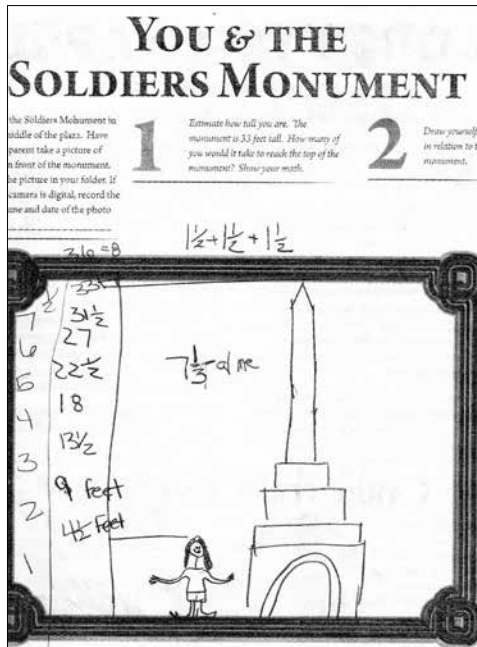 YOU & THE
SOLDIERS MONUMENT
the Soldiers Monument in
middle of the plaza. Have
parent take a picture of
n front of the monument.
he picture in your folder. If
camera is digital, record the
ame and date of the photo
1
Estimate how tall you are. The
monument is 33 feet tall. How many of
you would it take to reach the top of the
monument? Show your math.
2
Draw yourself
in relation to t
monument.
1½+1½+1½
36 =8
7 31½
6 27
5 22½
4 18
3 13½
2 9 feet
1 4½ feet
7⅓ of me